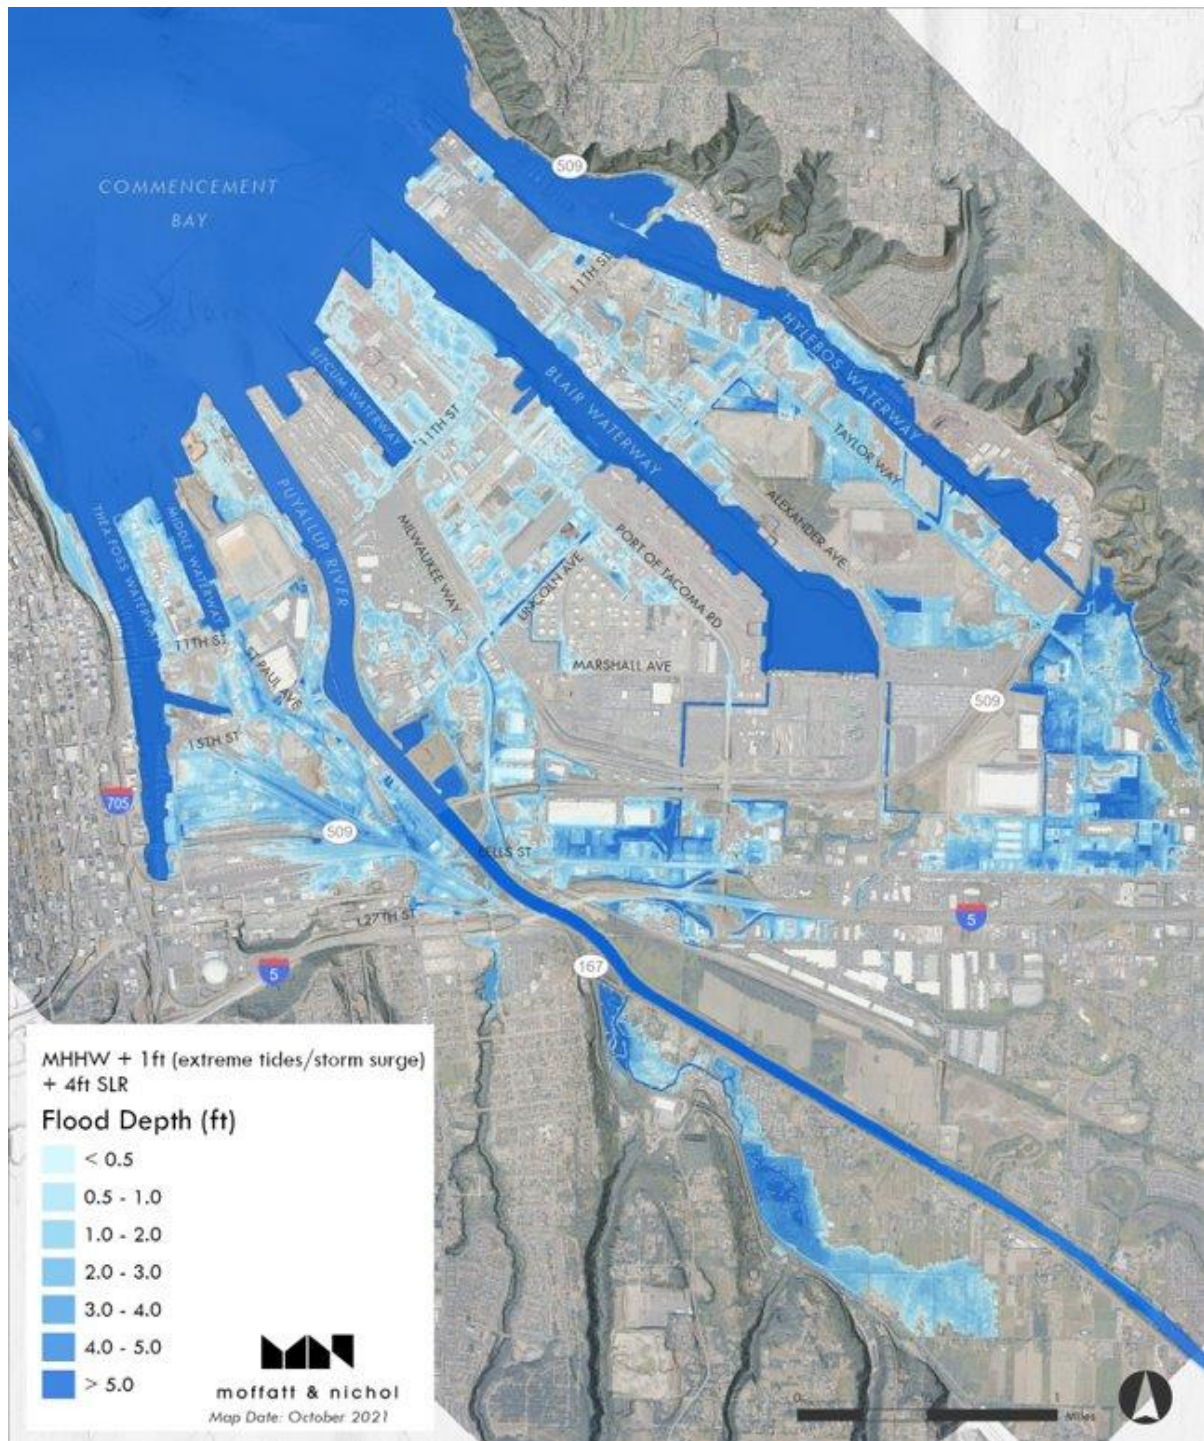 COMMENCEMENT
BAY
509
11TH ST
HYLEBOS WATERWAY
BLAIR WATERWAY
SITCUM WATERWAY
11TH ST
TAYLOR WAY
PUYALLUP RIVER
MILWAUKEE WAY
ALEXANDER AVE
PORT OF TACOMA RD
LINCOLN AVE
THEA FOSS WATERWAY
MIDDLE WATERWAY
11TH ST
ST PAUL AVE
MARSHALL AVE
509
15TH ST
705
509
5
167
5
MHHW + 1ft (extreme tides/storm surge)
+ 4ft SLR
Flood Depth (ft)
< 0.5
0.5 - 1.0
1.0 - 2.0
2.0 - 3.0
3.0 - 4.0
4.0 - 5.0
> 5.0
moffatt & nichol
Map Date: October 2021
0
1
Miles